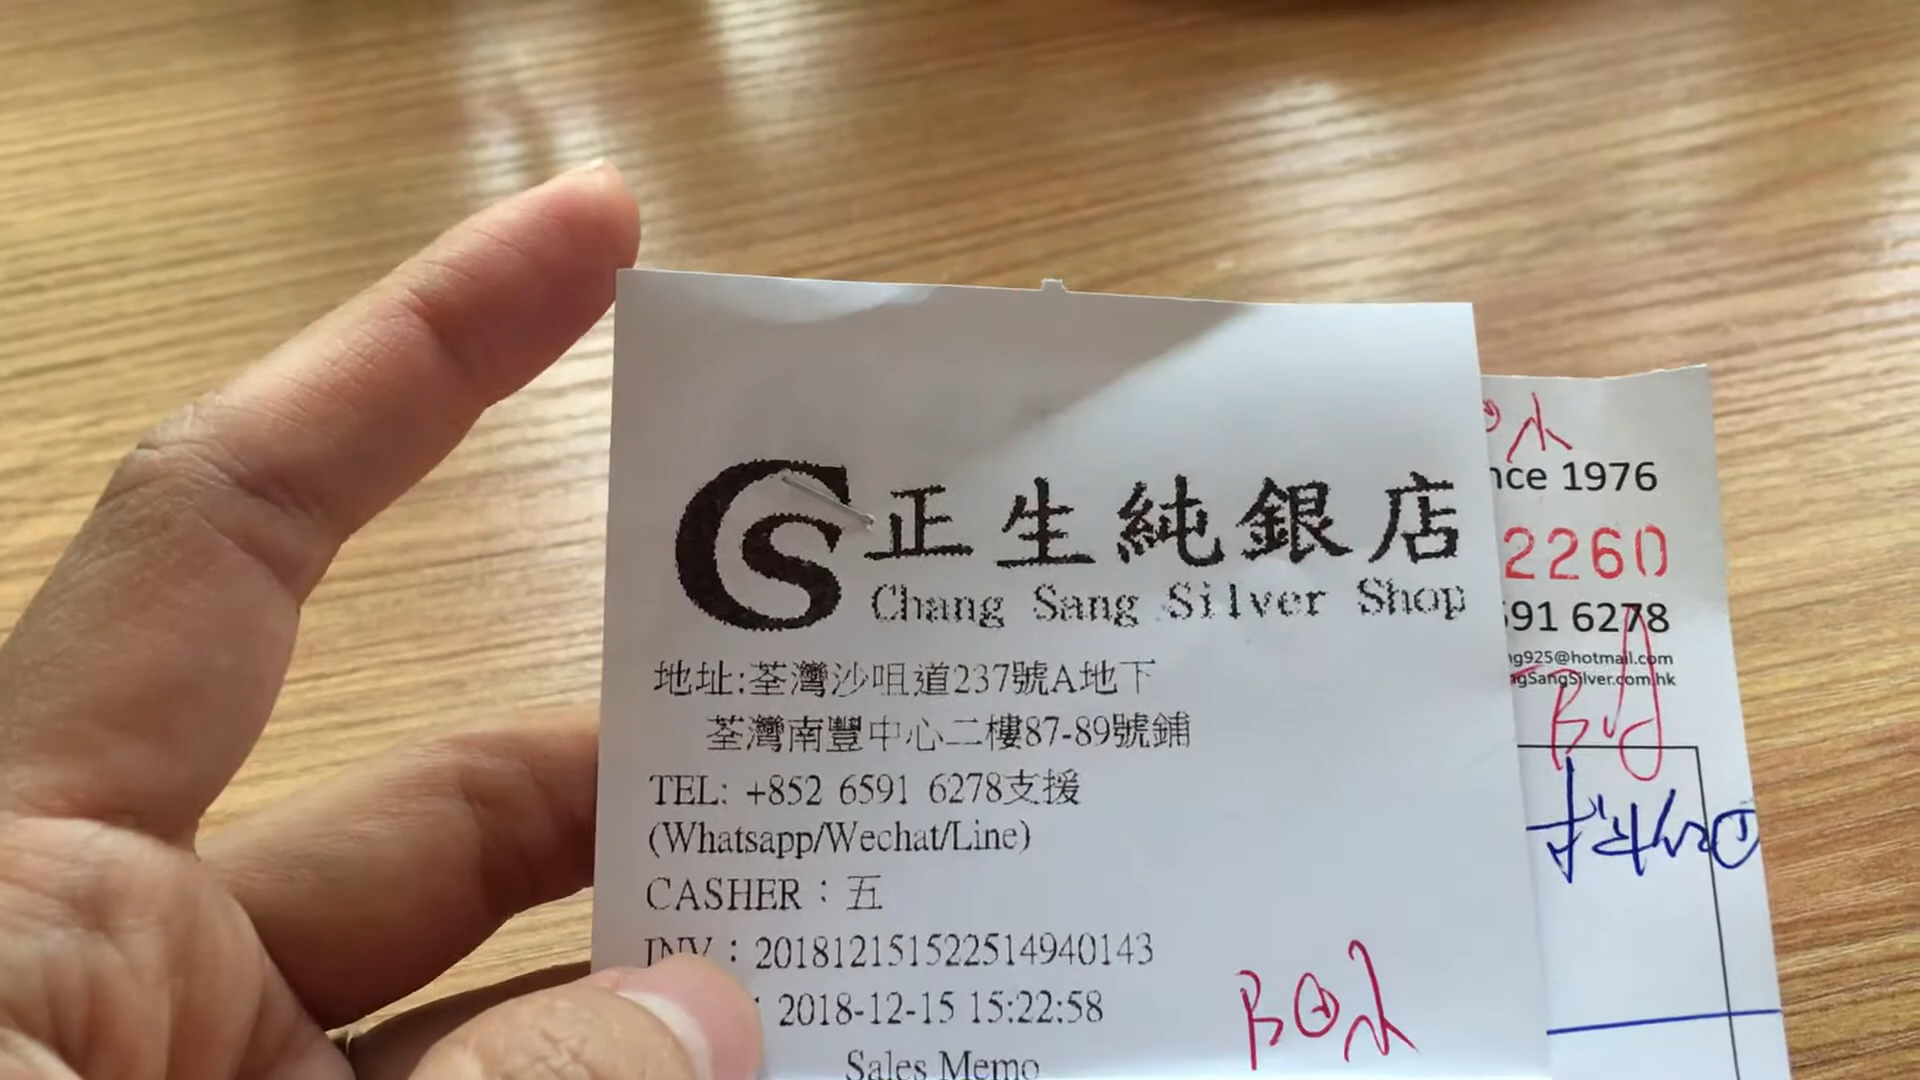 CS 正生純銀店
Chang Sang Silver Shop
地址:荃灣沙咀道237號A地下
荃灣南豐中心二樓87-89號鋪
TEL: +852 6591 6278支援
(Whatsapp/Wechat/Line)
CASHER：五
INV：201812151522514940143
: 2018-12-15 15:22:58
Sales Memo
nce 1976
2260
591 6278
ng925@hotmail.com
ngSangSilver.com.hk